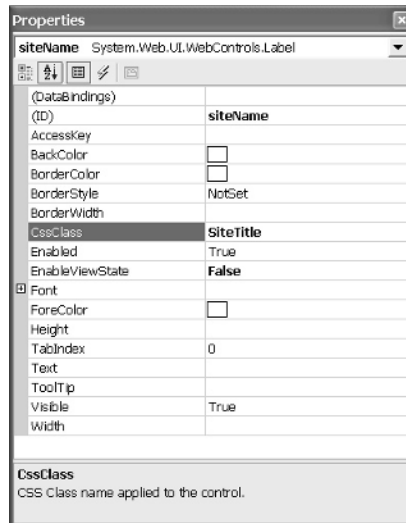 Properties
siteName System.Web.UI.WebControls.Label
(DataBindings)
(ID) siteName
AccessKey
BackColor
BorderColor
BorderStyle NotSet
BorderWidth
CssClass SiteTitle
Enabled True
EnableViewState False
Font
ForeColor
Height
TabIndex 0
Text
ToolTip
Visible True
Width
CssClass
CSS Class name applied to the control.